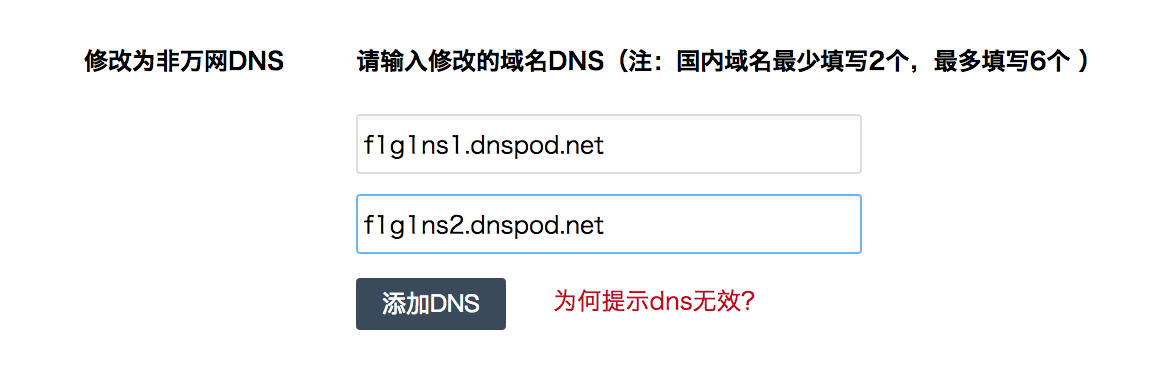 修改为非万网DNS
请输入修改的域名DNS（注：国内域名最少填写2个，最多填写6个 ）
f1g1ns1.dnspod.net
f1g1ns2.dnspod.net
添加DNS
为何提示dns无效?